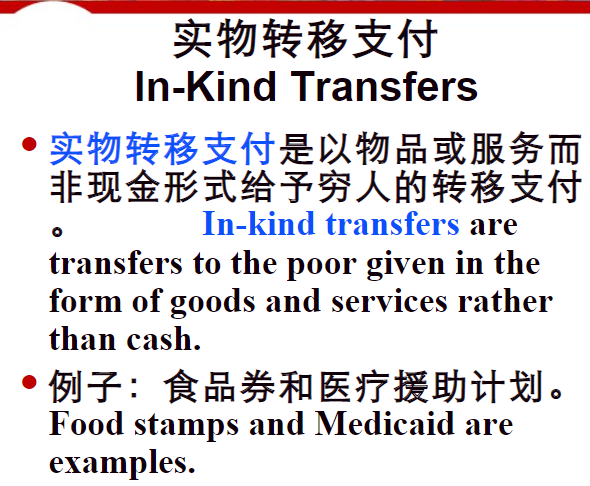 实物转移支付
In-Kind Transfers
• 实物转移支付是以物品或服务而
非现金形式给予穷人的转移支付
。 In-kind transfers are
transfers to the poor given in the
form of goods and services rather
than cash.
• 例子：食品券和医疗援助计划。
Food stamps and Medicaid are
examples.